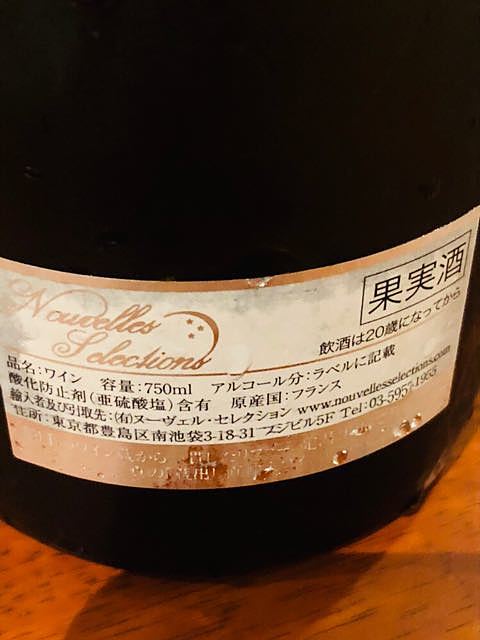 Nouvelles
Selections
果実酒
飲酒は20歳になってから
品名:ワイン 容量:750ml アルコール分:ラベルに記載
酸化防止剤(亜硫酸塩)含有 原産国:フランス
輸入者及び引取先:(有)ヌーヴェル・セレクション www.nouvellesselections.com
住所:東京都豊島区南池袋3-18-31 フジビル5F Tel:03-5957-1955